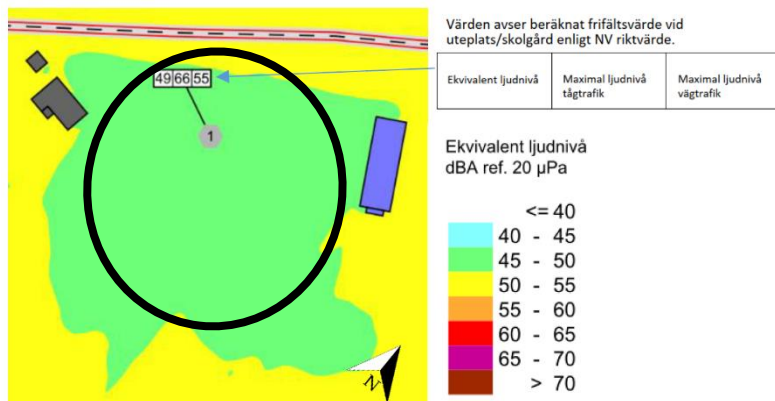 Värden avser beräknat frifältsvärde vid
uteplats/skolgård enligt NV riktvärde.
Ekvivalent ljudnivå
Maximal ljudnivå
tågtrafik
Maximal ljudnivå
vägtrafik
49 66 55
1
N
Ekvivalent ljudnivå
dBA ref. 20 µPa
<= 40
40 - 45
45 - 50
50 - 55
55 - 60
60 - 65
65 - 70
> 70